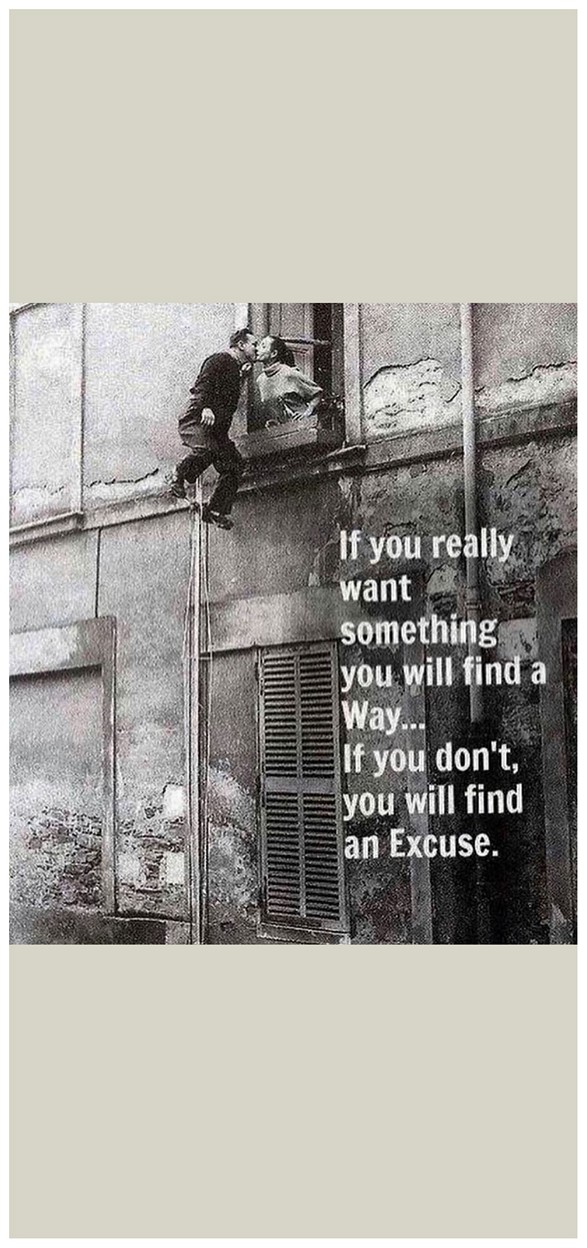 If you really
want
something
you will find a
Way...
If you don't,
you will find
an Excuse.